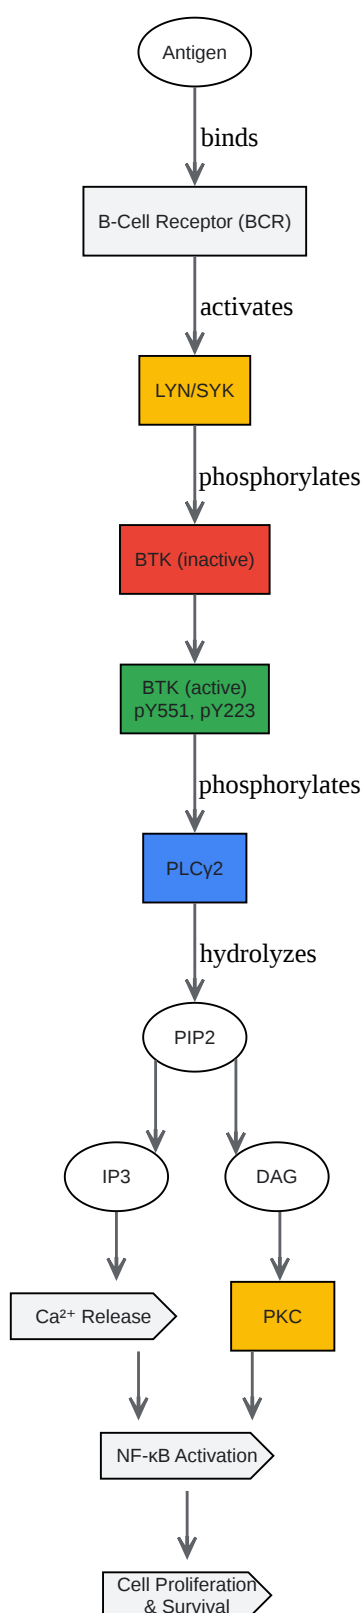 Antigen
binds
B-Cell Receptor (BCR)
activates
LYN/SYK
phosphorylates
BTK (inactive)
BTK (active)
pY551, pY223
phosphorylates
PLCγ2
hydrolyzes
PIP2
IP3
DAG
Ca²⁺ Release
PKC
NF-κB Activation
Cell Proliferation
& Survival